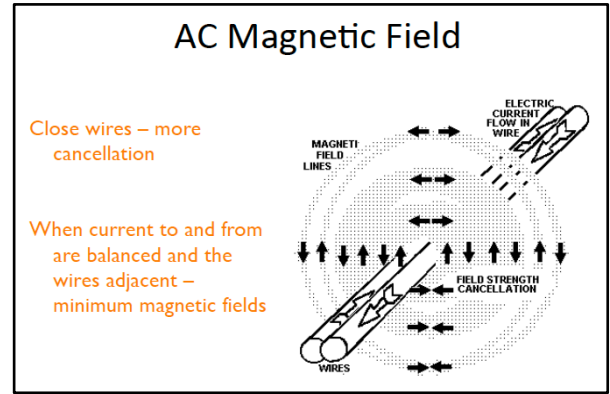 AC Magnetic Field
Close wires – more
cancellation
When current to and from
are balanced and the
wires adjacent –
minimum magnetic fields
ELECTRIC
CURRENT
FLOW IN
WIRE
MAGNETI
FIELD
LINES
FIELD STRENGTH
CANCELLATION
WIRES